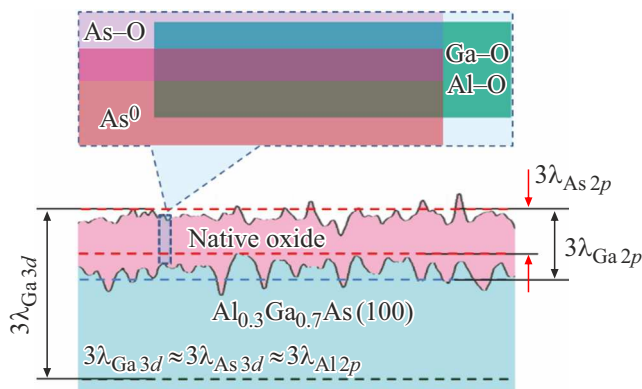 As–O
Ga–O
Al–O
As⁰
3λAs 2p
Native oxide
3λGa 2p
3λGa 3d
Al0.3Ga0.7As (100)
3λGa 3d ≈ 3λAs 3d ≈ 3λAl 2p